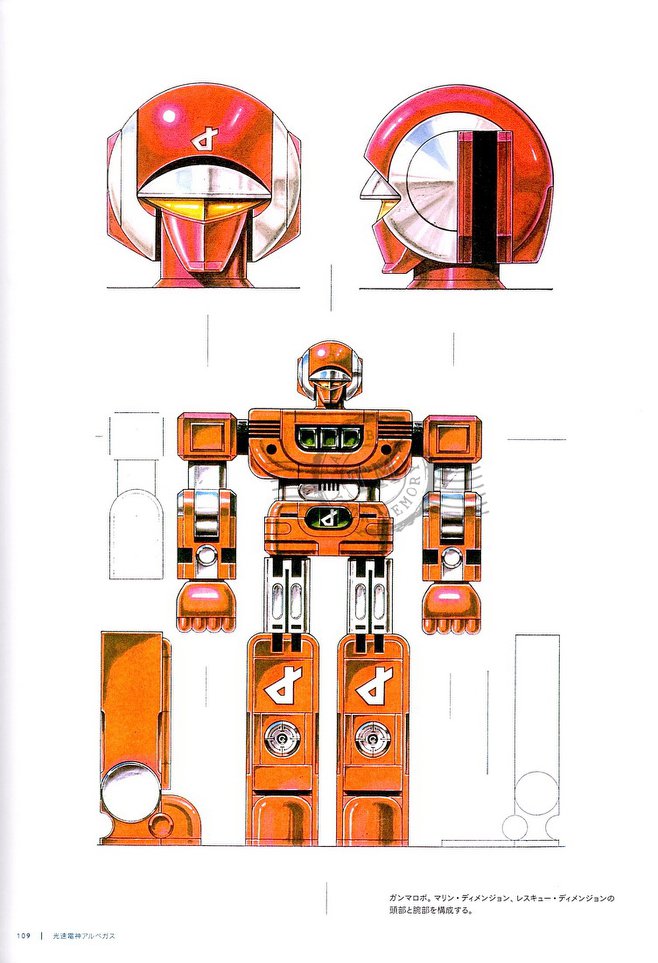 ガンマロボ。マリン・ディメンジョン、レスキュー・ディメンジョンの
頭部と腕部を構成する。
109 | 光速電神アルベガス